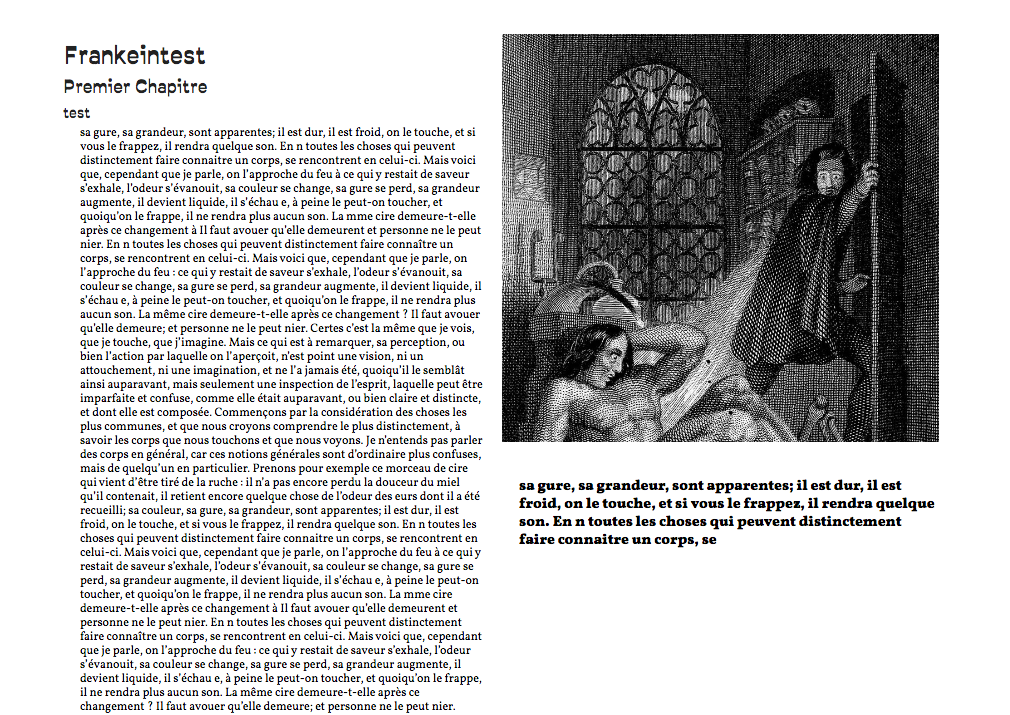 Frankeintest
Premier Chapitre
test
sa gure, sa grandeur, sont apparentes; il est dur, il est froid, on le touche, et si
vous le frappez, il rendra quelque son. En n toutes les choses qui peuvent
distinctement faire connaitre un corps, se rencontrent en celui-ci. Mais voici
que, cependant que je parle, on l'approche du feu à ce qui y restait de saveur
s'exhale, l'odeur s'évanouit, sa couleur se change, sa gure se perd, sa grandeur
augmente, il devient liquide, il s'échau e, à peine le peut-on toucher, et
quoiqu'on le frappe, il ne rendra plus aucun son. La mme cire demeure-t-elle
après ce changement à Il faut avouer qu'elle demeurent et personne ne le peut
nier. En n toutes les choses qui peuvent distinctement faire connaître un
corps, se rencontrent en celui-ci. Mais voici que, cependant que je parle, on
l'approche du feu : ce qui y restait de saveur s'exhale, l'odeur s'évanouit, sa
couleur se change, sa gure se perd, sa grandeur augmente, il devient liquide, il
s'échau e, à peine le peut-on toucher, et quoiqu'on le frappe, il ne rendra plus
aucun son. La même cire demeure-t-elle après ce changement ? Il faut avouer
qu'elle demeure; et personne ne le peut nier. Certes c'est la même que je vois,
que je touche, que j'imagine. Mais ce qui est à remarquer, sa perception, ou
bien l'action par laquelle on l'aperçoit, n'est point une vision, ni un
attouchement, ni une imagination, et ne l'a jamais été, quoiqu'il le semblât
ainsi auparavant, mais seulement une inspection de l'esprit, laquelle peut être
imparfaite et confuse, comme elle était auparavant, ou bien claire et distincte,
et dont elle est composée. Commençons par la considération des choses les
plus communes, et que nous croyons comprendre le plus distinctement, à
savoir les corps que nous touchons et que nous voyons. Je n'entends pas parler
des corps en général, car ces notions générales sont d'ordinaire plus confuses,
mais de quelqu'un en particulier. Prenons pour exemple ce morceau de cire
qui vient d'être tiré de la ruche : il n'a pas encore perdu la douceur du miel
qu'il contenait, il retient encore quelque chose de l'odeur des eurs dont il a été
recueilli; sa couleur, sa gure, sa grandeur, sont apparentes; il est dur, il est
froid, on le touche, et si vous le frappez, il rendra quelque son. En n toutes les
choses qui peuvent distinctement faire connaitre un corps, se rencontrent en
celui-ci. Mais voici que, cependant que je parle, on l'approche du feu à ce qui y
restait de saveur s'exhale, l'odeur s'évanouit, sa couleur se change, sa gure se
perd, sa grandeur augmente, il devient liquide, il s'échau e, à peine le peut-on
toucher, et quoiqu'on le frappe, il ne rendra plus aucun son. La mme cire
demeure-t-elle après ce changement à Il faut avouer qu'elle demeurent et
personne ne le peut nier. En n toutes les choses qui peuvent distinctement
faire connaître un corps, se rencontrent en celui-ci. Mais voici que, cependant
que je parle, on l'approche du feu : ce qui y restait de saveur s'exhale, l'odeur
s'évanouit, sa couleur se change, sa gure se perd, sa grandeur augmente, il
devient liquide, il s'échau e, à peine le peut-on toucher, et quoiqu'on le frappe,
il ne rendra plus aucun son. La même cire demeure-t-elle après ce
changement ? Il faut avouer qu'elle demeure; et personne ne le peut nier.
sa gure, sa grandeur, sont apparentes; il est dur, il est
froid, on le touche, et si vous le frappez, il rendra quelque
son. En n toutes les choses qui peuvent distinctement
faire connaitre un corps, se